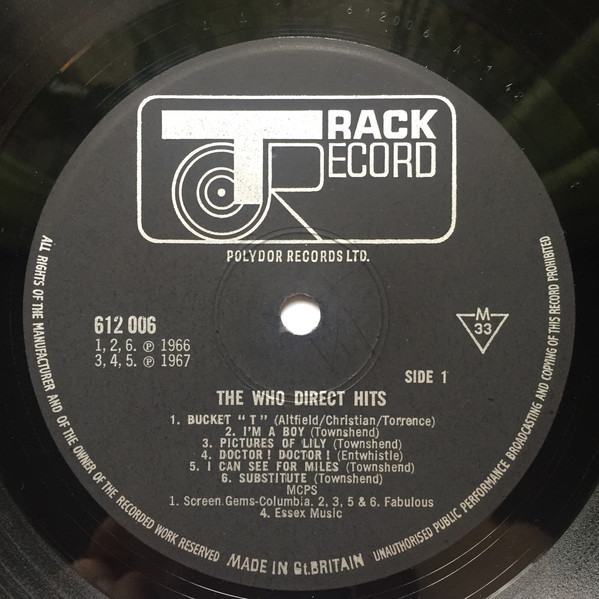 612006 A
TRACK
RECORD
POLYDOR RECORDS LTD.
612 006
1, 2, 6. ℗ 1966
3, 4, 5. ℗ 1967
M
33
SIDE 1
THE WHO DIRECT HITS
1. BUCKET "T" (Altfield/Christian/Torrence)
2. I'M A BOY (Townshend)
3. PICTURES OF LILY (Townshend)
4. DOCTOR! DOCTOR! (Entwhistle)
5. I CAN SEE FOR MILES (Townshend)
6. SUBSTITUTE (Townshend)
MCPS
1. Screen Gems-Columbia. 2, 3, 5 & 6. Fabulous
4. Essex Music
ALL RIGHTS OF THE MANUFACTURER AND OF THE OWNER OF THE RECORDED WORK RESERVED
MADE IN Gt.BRITAIN
UNAUTHORISED PUBLIC PERFORMANCE BROADCASTING AND COPYING OF THIS RECORD PROHIBITED